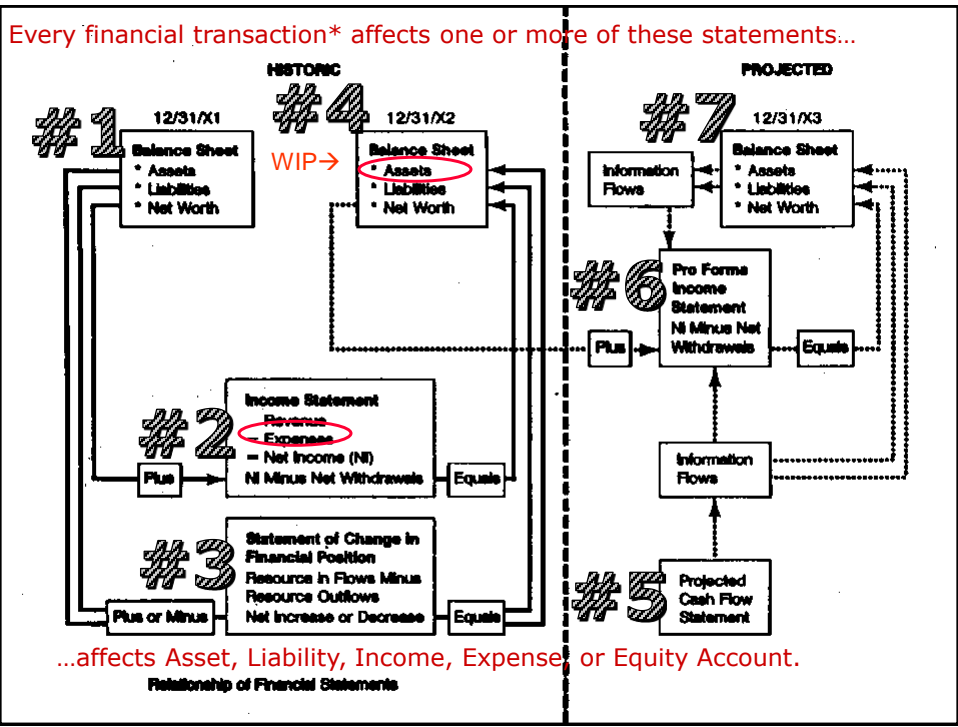 Every financial transaction* affects one or more of these statements…
HISTORIC
PROJECTED
#1
12/31/X1
Balance Sheet
* Assets
* Liabilities
* Net Worth
#4
12/31/X2
WIP→
Balance Sheet
* Assets
* Liabilities
* Net Worth
#7
12/31/X3
Balance Sheet
* Assets
* Liabilities
* Net Worth
Information
Flows
#6
Pro Forma
Income
Statement
NI Minus Net
Withdrawals
Plus
Equals
#2
Income Statement
Revenue
– Expenses
= Net Income (NI)
NI Minus Net Withdrawals
Plus
Equals
Information
Flows
#3
Statement of Change in
Financial Position
Resource in Flows Minus
Resource Outflows
Net Increase or Decrease
Plus or Minus
Equals
#5
Projected
Cash Flow
Statement
…affects Asset, Liability, Income, Expense, or Equity Account.
Relationship of Financial Statements